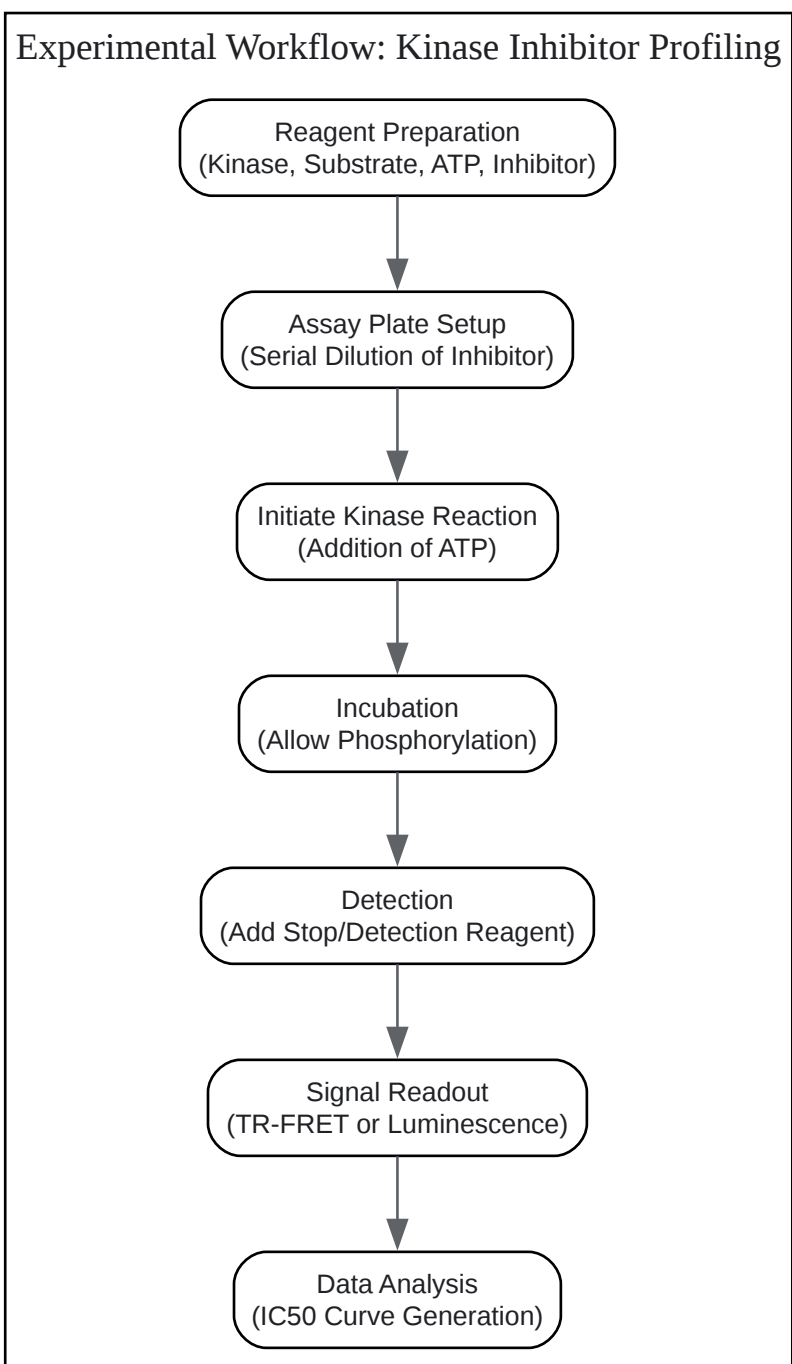 Experimental Workflow: Kinase Inhibitor Profiling
Reagent Preparation
(Kinase, Substrate, ATP, Inhibitor)
Assay Plate Setup
(Serial Dilution of Inhibitor)
Initiate Kinase Reaction
(Addition of ATP)
Incubation
(Allow Phosphorylation)
Detection
(Add Stop/Detection Reagent)
Signal Readout
(TR-FRET or Luminescence)
Data Analysis
(IC50 Curve Generation)